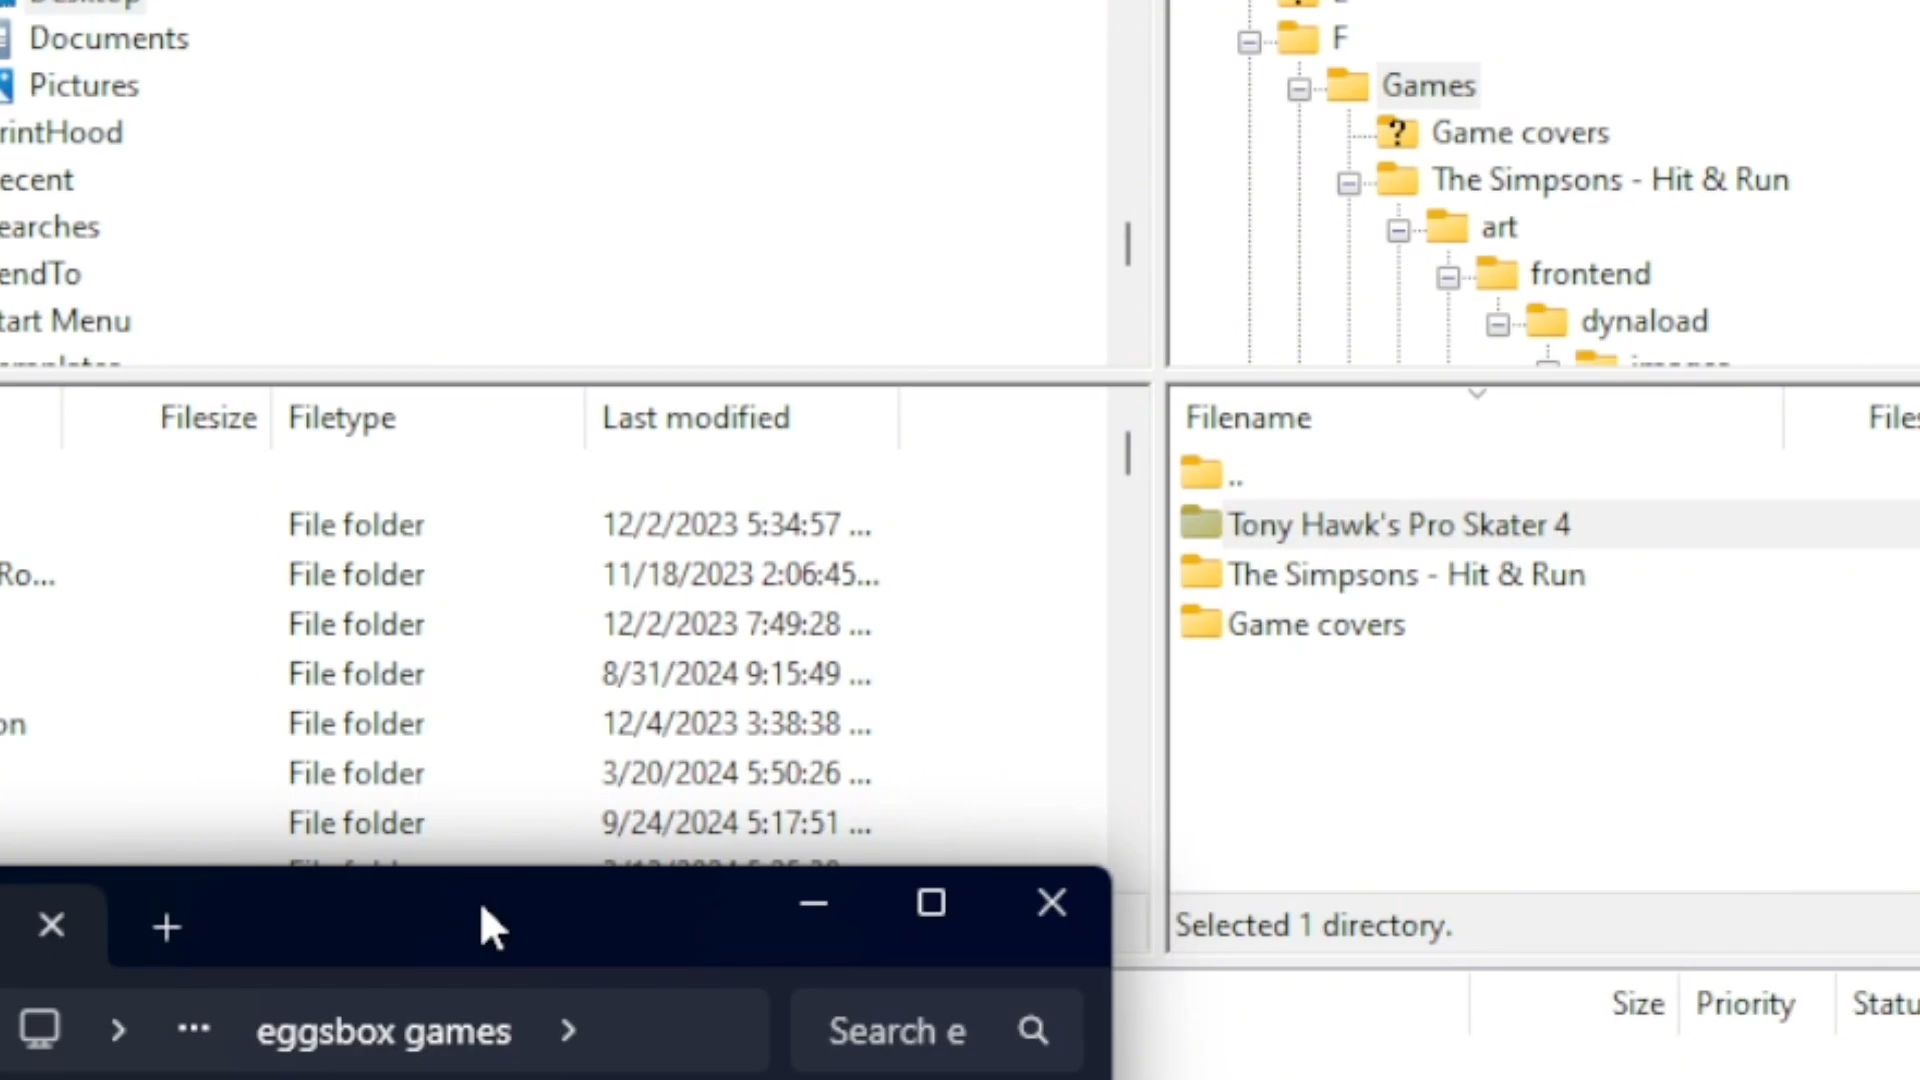 Desktop
Documents
Pictures
rintHood
ecent
earches
endTo
tart Menu
F
Games
Game covers
The Simpsons - Hit & Run
art
frontend
dynaload
images
Filesize Filetype Last modified
File folder 12/2/2023 5:34:57 ...
Ro... File folder 11/18/2023 2:06:45...
File folder 12/2/2023 7:49:28 ...
File folder 8/31/2024 9:15:49 ...
on File folder 12/4/2023 3:38:38 ...
File folder 3/20/2024 5:50:26 ...
File folder 9/24/2024 5:17:51 ...
Filename Files
..
Tony Hawk's Pro Skater 4
The Simpsons - Hit & Run
Game covers
Selected 1 directory.
Size Priority Statu
... eggsbox games > Search e